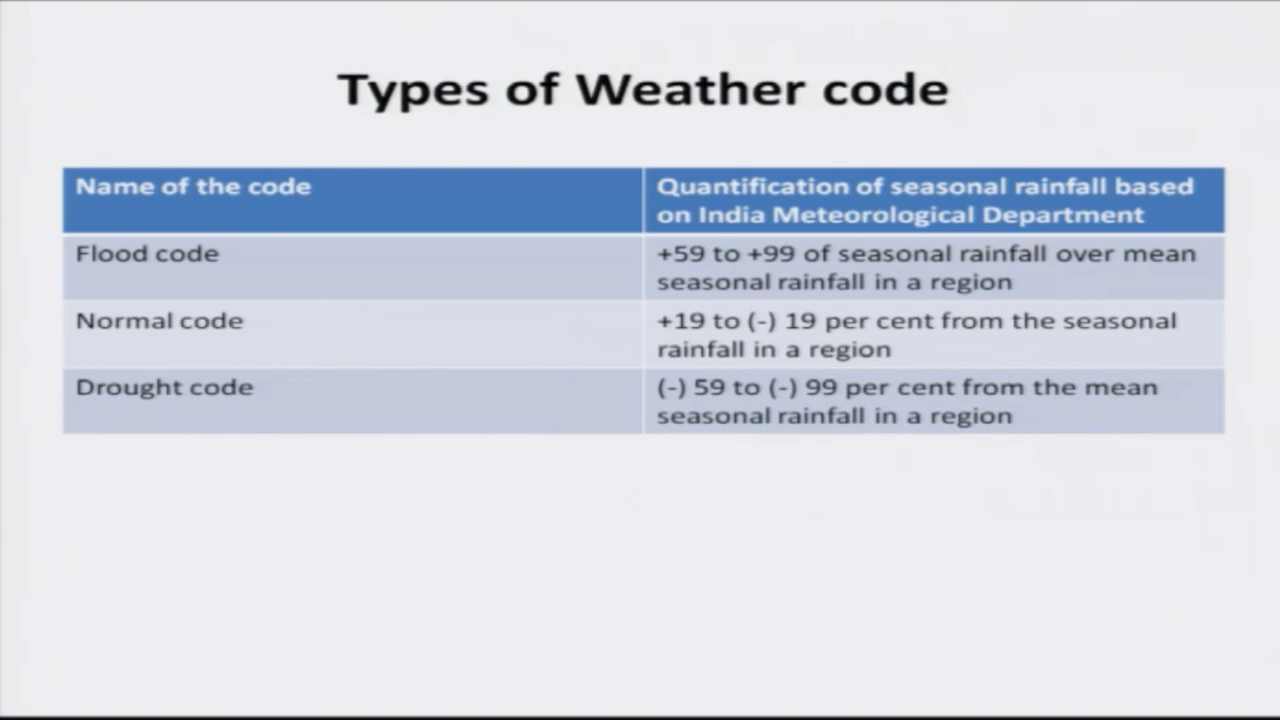 Types of Weather code
Name of the code
Quantification of seasonal rainfall based
on India Meteorological Department
Flood code
+59 to +99 of seasonal rainfall over mean
seasonal rainfall in a region
Normal code
+19 to (-) 19 per cent from the seasonal
rainfall in a region
Drought code
(-) 59 to (-) 99 per cent from the mean
seasonal rainfall in a region